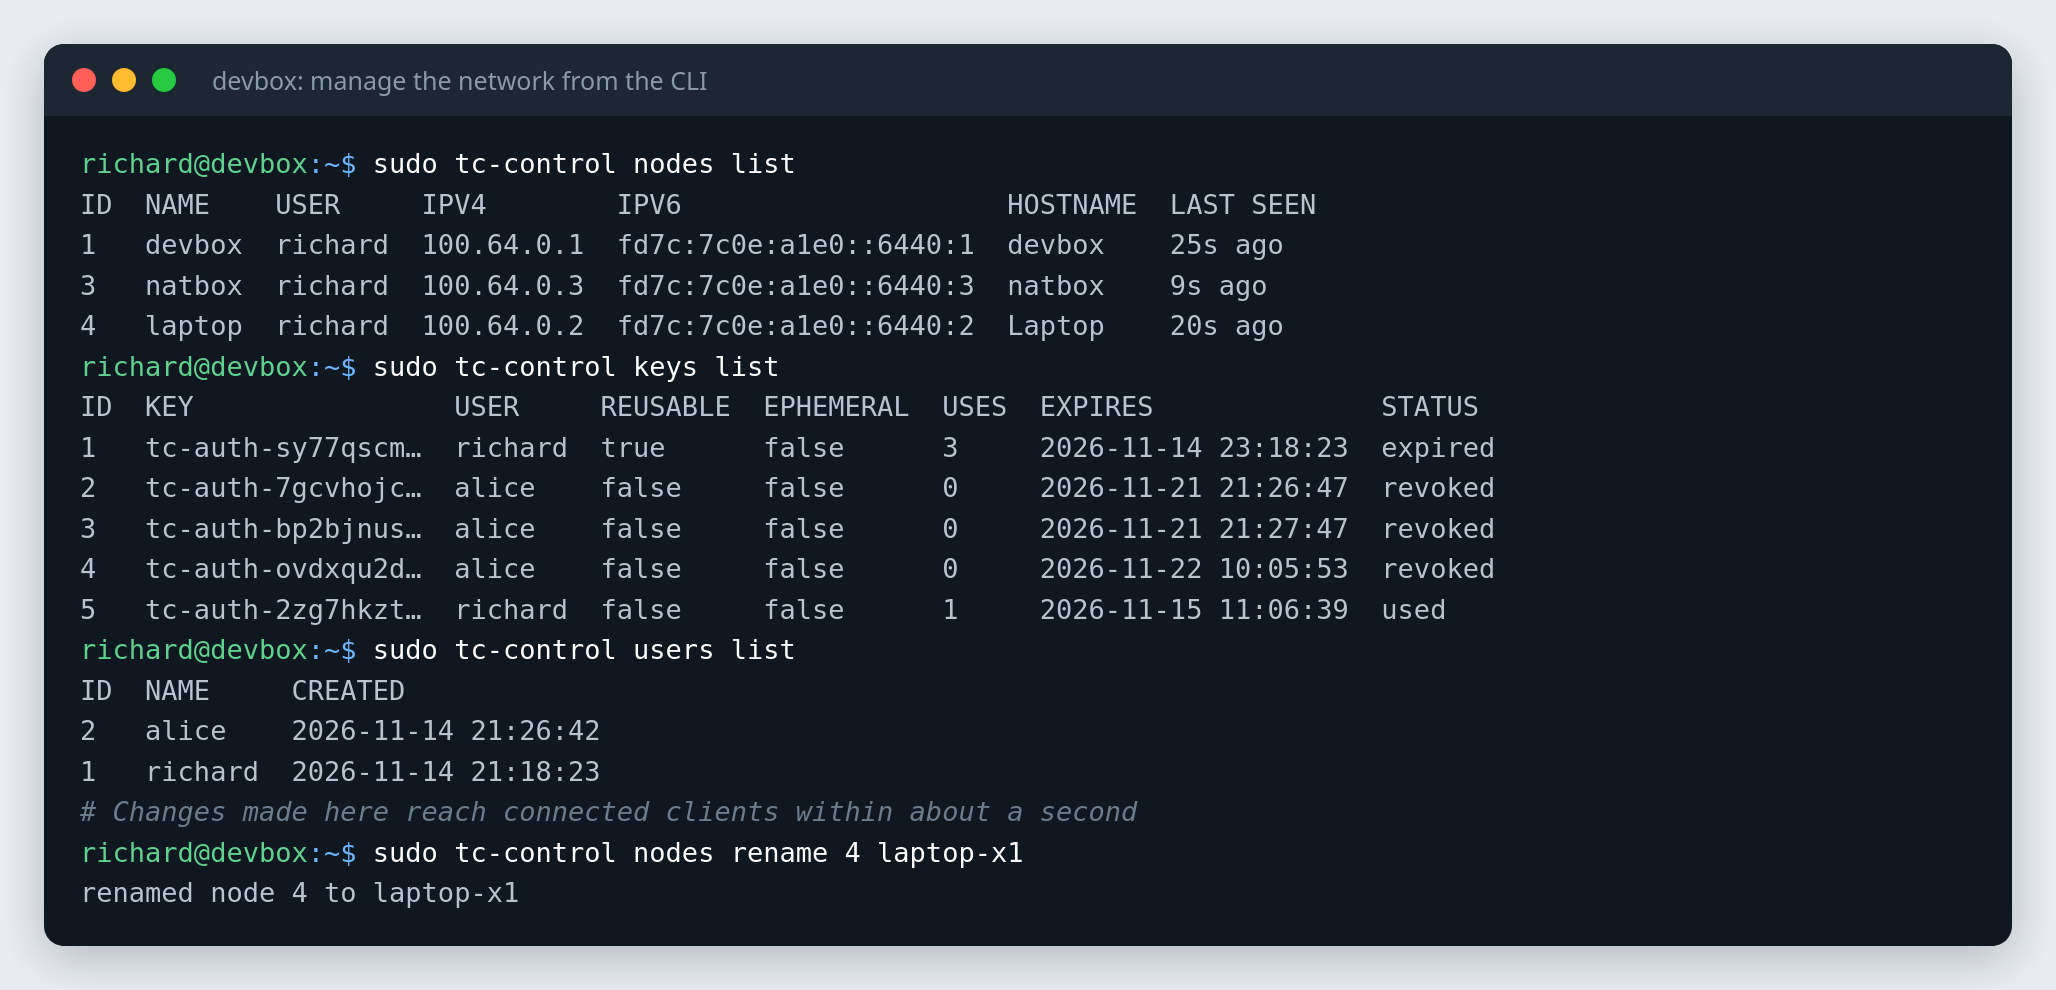 devbox: manage the network from the CLI
richard@devbox:~$ sudo tc-control nodes list
ID  NAME    USER     IPV4        IPV6                    HOSTNAME  LAST SEEN
1   devbox  richard  100.64.0.1  fd7c:7c0e:a1e0::6440:1  devbox    25s ago
3   natbox  richard  100.64.0.3  fd7c:7c0e:a1e0::6440:3  natbox    9s ago
4   laptop  richard  100.64.0.2  fd7c:7c0e:a1e0::6440:2  Laptop    20s ago
richard@devbox:~$ sudo tc-control keys list
ID  KEY                USER     REUSABLE  EPHEMERAL  USES  EXPIRES              STATUS
1   tc-auth-sy77qscm…  richard  true      false      3     2026-11-14 23:18:23  expired
2   tc-auth-7gcvhojc…  alice    false     false      0     2026-11-21 21:26:47  revoked
3   tc-auth-bp2bjnus…  alice    false     false      0     2026-11-21 21:27:47  revoked
4   tc-auth-ovdxqu2d…  alice    false     false      0     2026-11-22 10:05:53  revoked
5   tc-auth-2zg7hkzt…  richard  false     false      1     2026-11-15 11:06:39  used
richard@devbox:~$ sudo tc-control users list
ID  NAME     CREATED
2   alice    2026-11-14 21:26:42
1   richard  2026-11-14 21:18:23
# Changes made here reach connected clients within about a second
richard@devbox:~$ sudo tc-control nodes rename 4 laptop-x1
renamed node 4 to laptop-x1